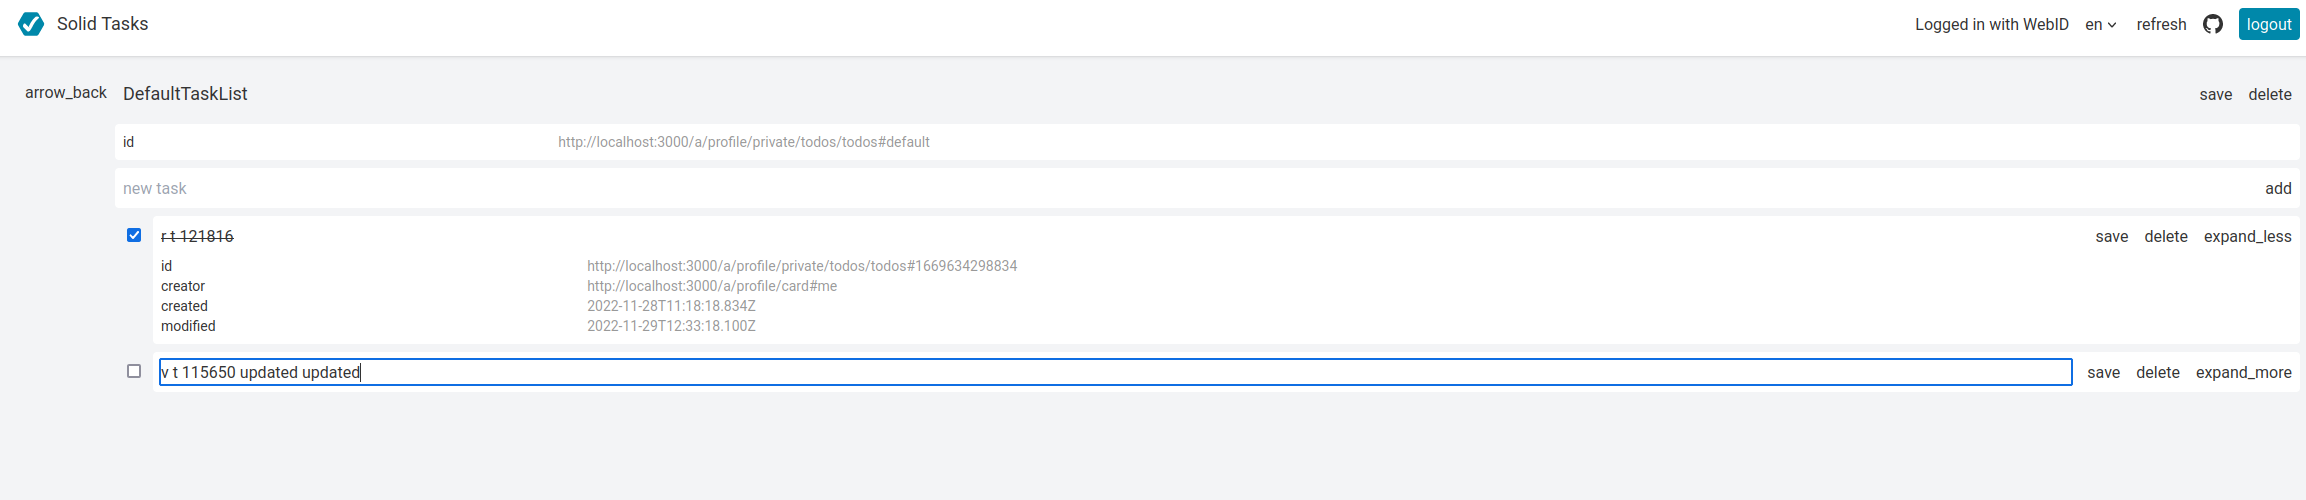 Solid Tasks Logged in with WebID en refresh logout
arrow_back DefaultTaskList save delete
id http://localhost:3000/a/profile/private/todos/todos#default
new task add
r t 121816 save delete expand_less
id http://localhost:3000/a/profile/private/todos/todos#1669634298834
creator http://localhost:3000/a/profile/card#me
created 2022-11-28T11:18:18.834Z
modified 2022-11-29T12:33:18.100Z
v t 115650 updated updated save delete expand_more